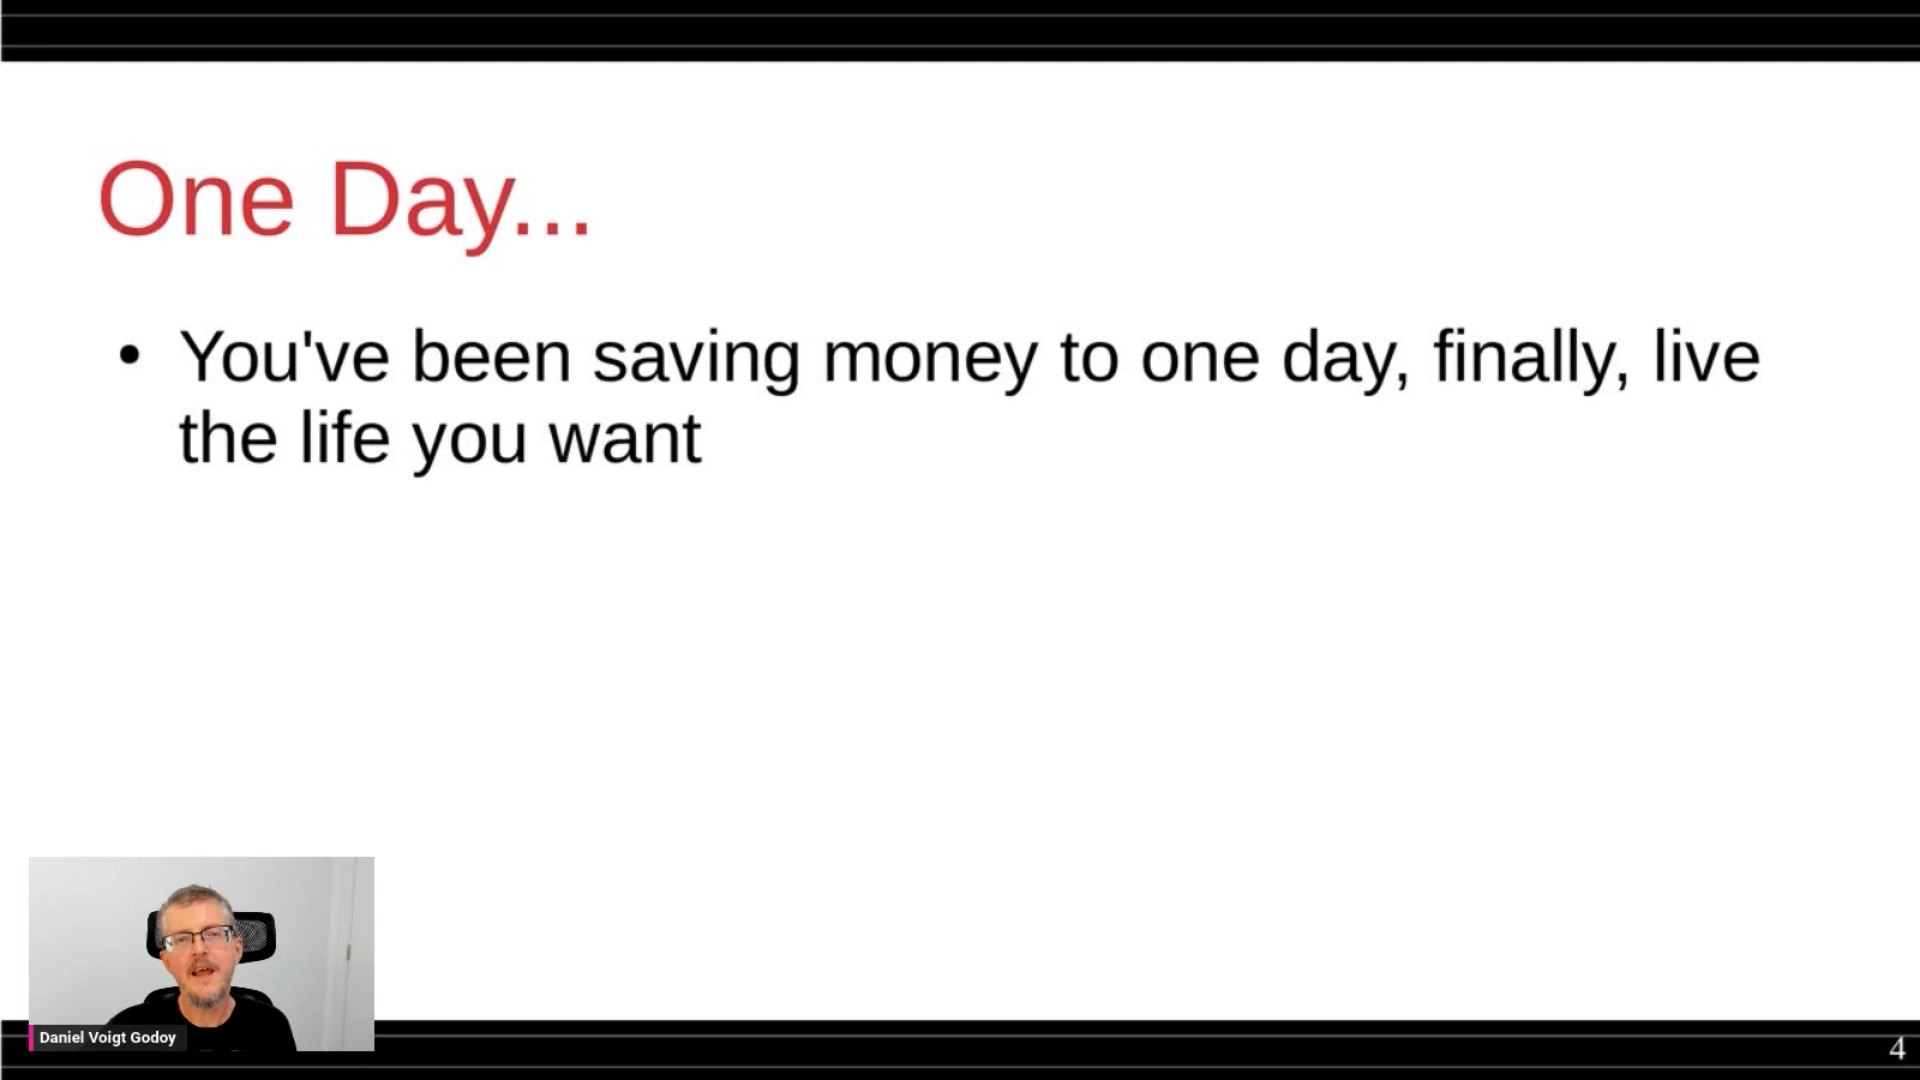 One Day...
• You've been saving money to one day, finally, live
the life you want
Daniel Voigt Godoy
4